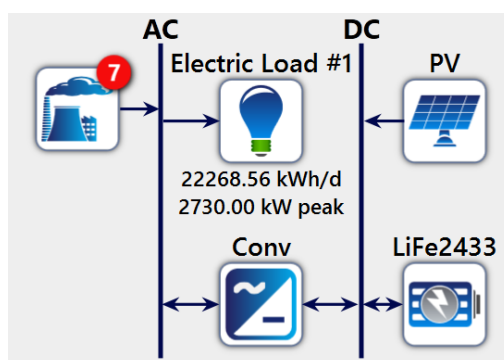 AC
DC
7
Electric Load #1
PV
22268.56 kWh/d
2730.00 kW peak
Conv
LiFe2433